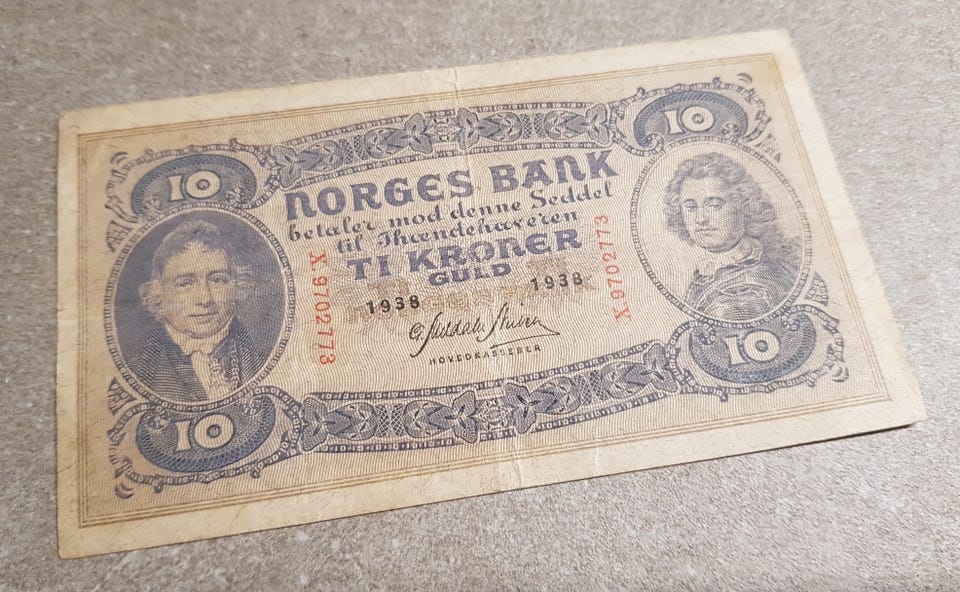 10
10
NORGES BANK
betaler mod denne Seddel
til Ihændehaveren
TI KRONER
GULD
1938
1938
X.9702773
X.9702773
HOVEDKASSERER
10
10